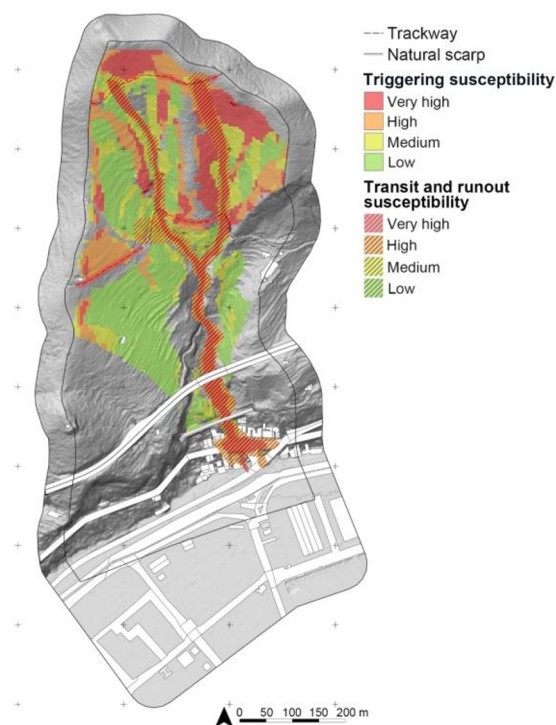 Trackway
Natural scarp
Triggering susceptibility
Very high
High
Medium
Low
Transit and runout
susceptibility
Very high
High
Medium
Low
0 50 100 150 200 m